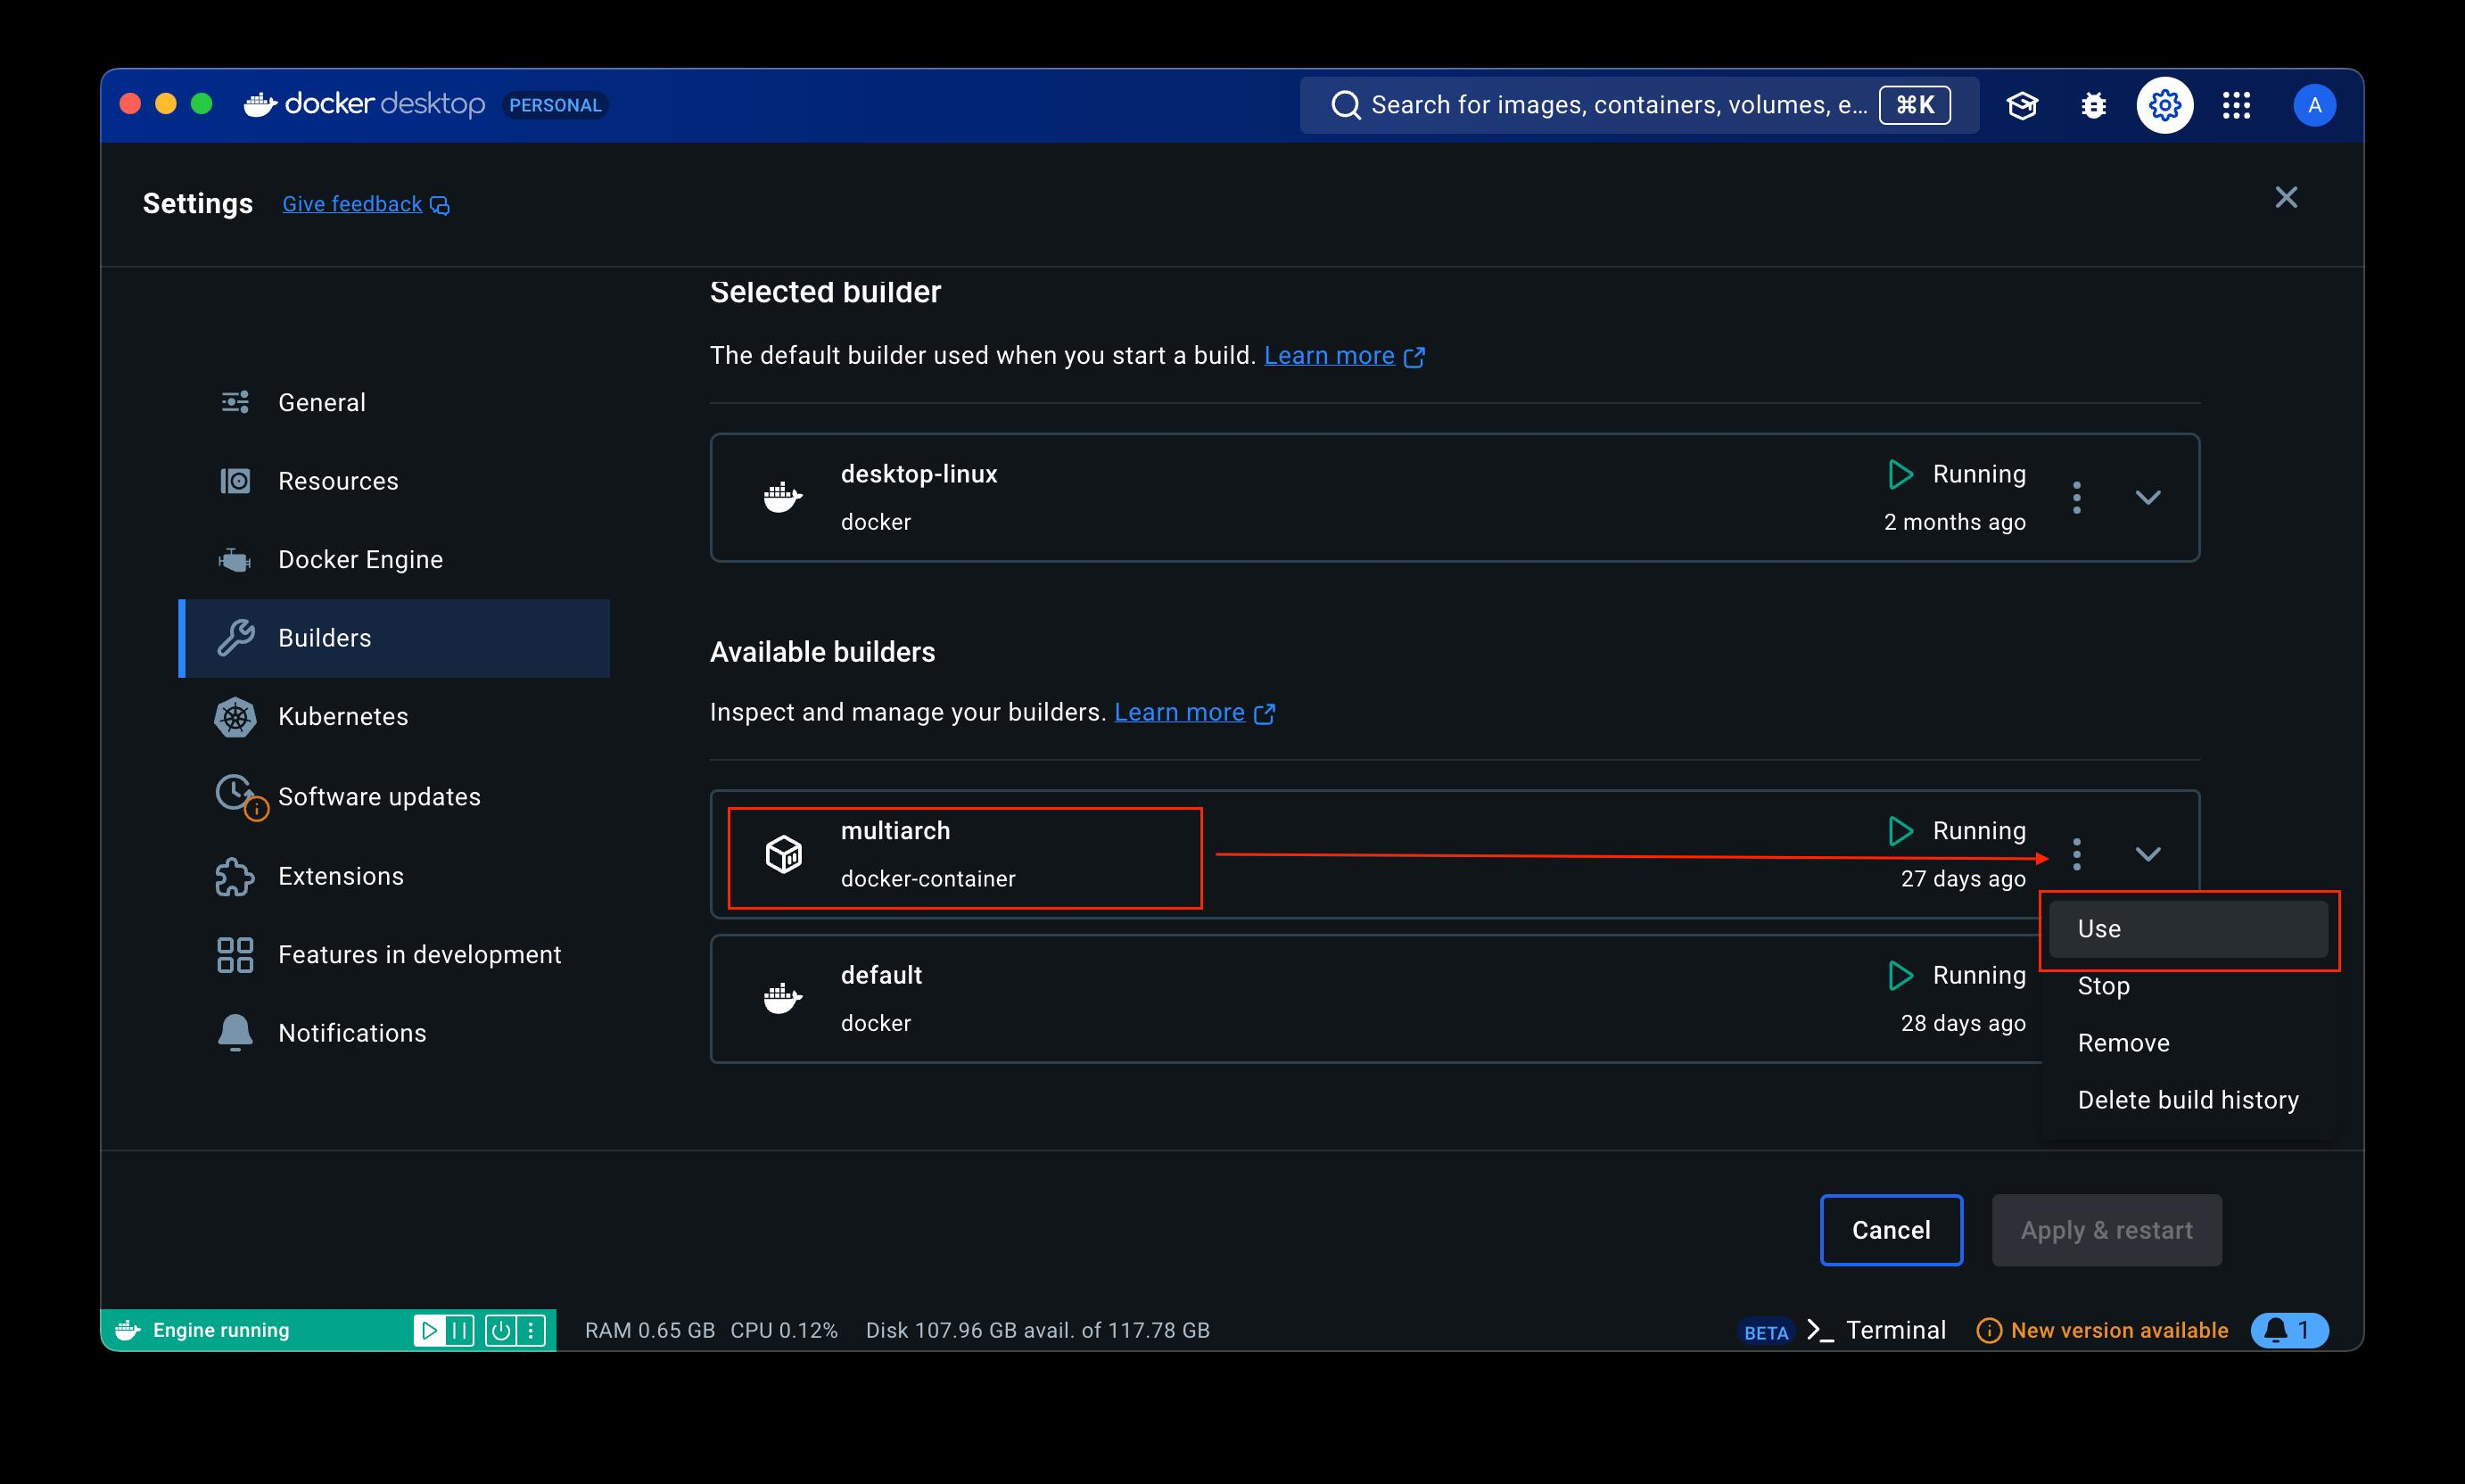 docker desktop PERSONAL
Search for images, containers, volumes, e... ⌘K
A
Settings Give feedback
Selected builder
The default builder used when you start a build. Learn more
General
Resources
Docker Engine
Builders
Kubernetes
Software updates
Extensions
Features in development
Notifications
desktop-linux
docker
Running
2 months ago
Available builders
Inspect and manage your builders. Learn more
multiarch
docker-container
Running
27 days ago
default
docker
Running
28 days ago
Use
Stop
Remove
Delete build history
Cancel
Apply & restart
Engine running
RAM 0.65 GB CPU 0.12% Disk 107.96 GB avail. of 117.78 GB
BETA >_ Terminal
New version available
1